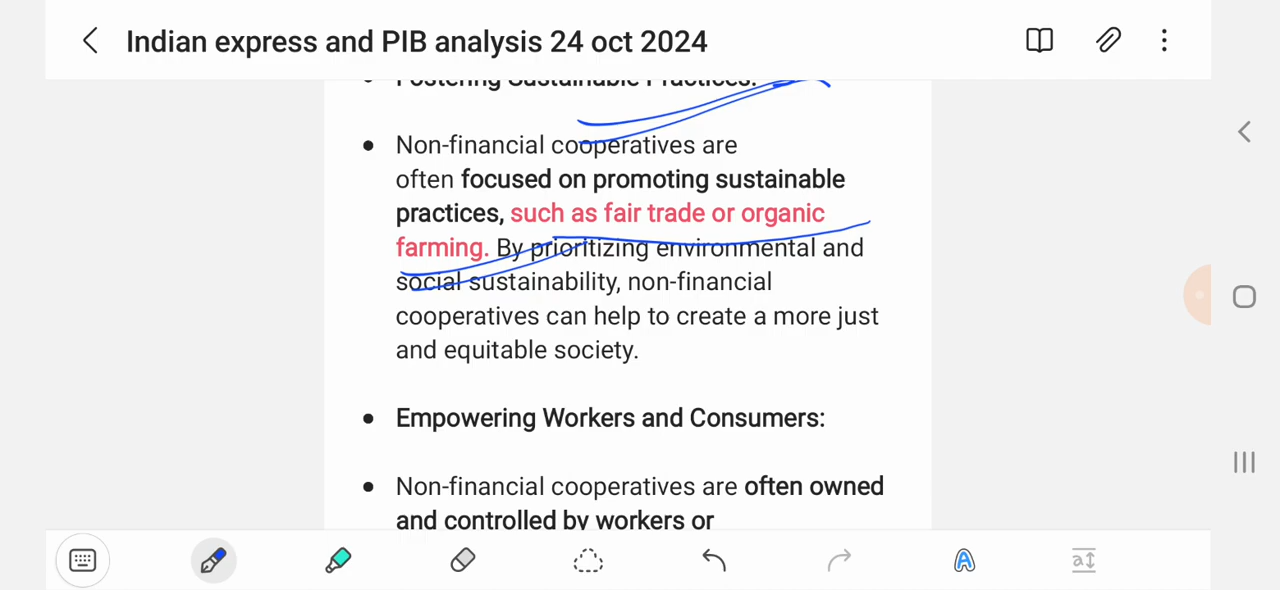 Indian express and PIB analysis 24 oct 2024
Fostering Sustainable Practices:
Non-financial cooperatives are
often focused on promoting sustainable
practices, such as fair trade or organic
farming. By prioritizing environmental and
social sustainability, non-financial
cooperatives can help to create a more just
and equitable society.
Empowering Workers and Consumers:
Non-financial cooperatives are often owned
and controlled by workers or